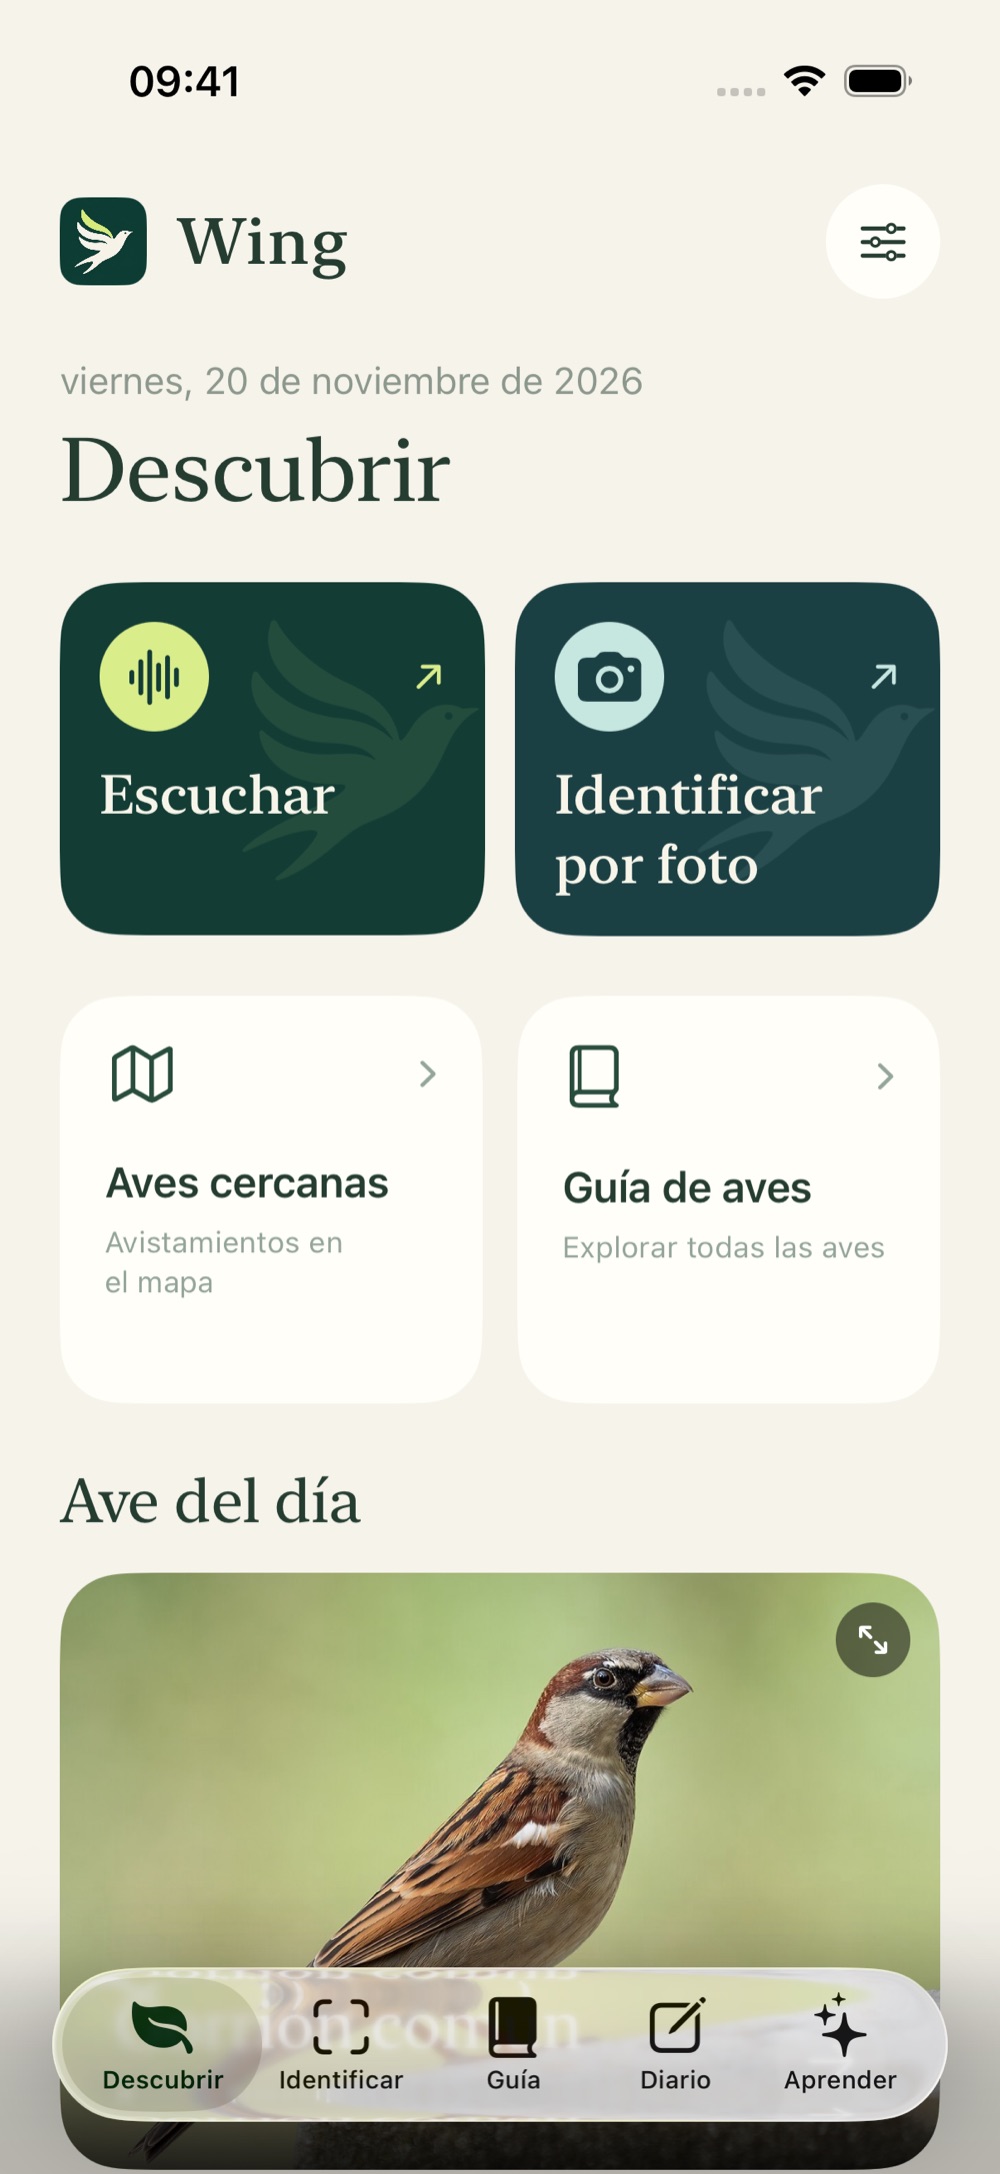 09:41
Wing
viernes, 20 de noviembre de 2026
Descubrir
Escuchar
Identificar
por foto
Aves cercanas
Avistamientos en
el mapa
Guía de aves
Explorar todas las aves
Ave del día
Descubrir
Identificar
Guía
Diario
Aprender